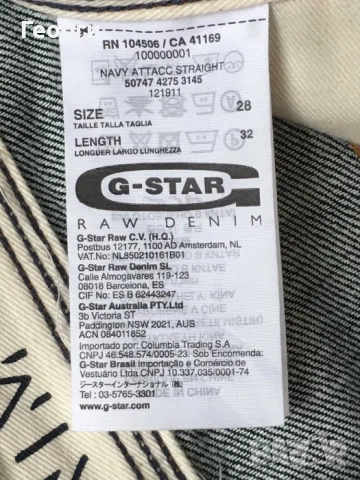 RN 104506 / CA 41169
100000001
NAVY ATTACC STRAIGHT
50747 4275 3145
121911
SIZE 28
TAILLE TALLA TAGLIA
LENGTH 32
LONGUER LARGO LUNGHEZZA
G-STAR
RAW DENIM
G-Star Raw C.V. (H.Q.)
Postbus 12177, 1100 AD Amsterdam, NL
VAT.No: NL850210161B01
G-Star Raw Denim SL
Calle Almogavares 119-123
08018 Barcelona, ES
CIF No: ES B 62443247
G-Star Australia PTY.Ltd
3b Victoria ST
Paddington NSW 2021, AUS
ACN 084011852
Importado por: Columbia Trading S.A
CNPJ 46.548.574/0005-23. Sob Encomenda:
G-Star Brasil Importação e Comércio de
Vestuário Ltda.CNPJ 10.337.035/0001-74
ジースターインターナショナル(株)
Tel: 03-5765-3301
www.g-star.com